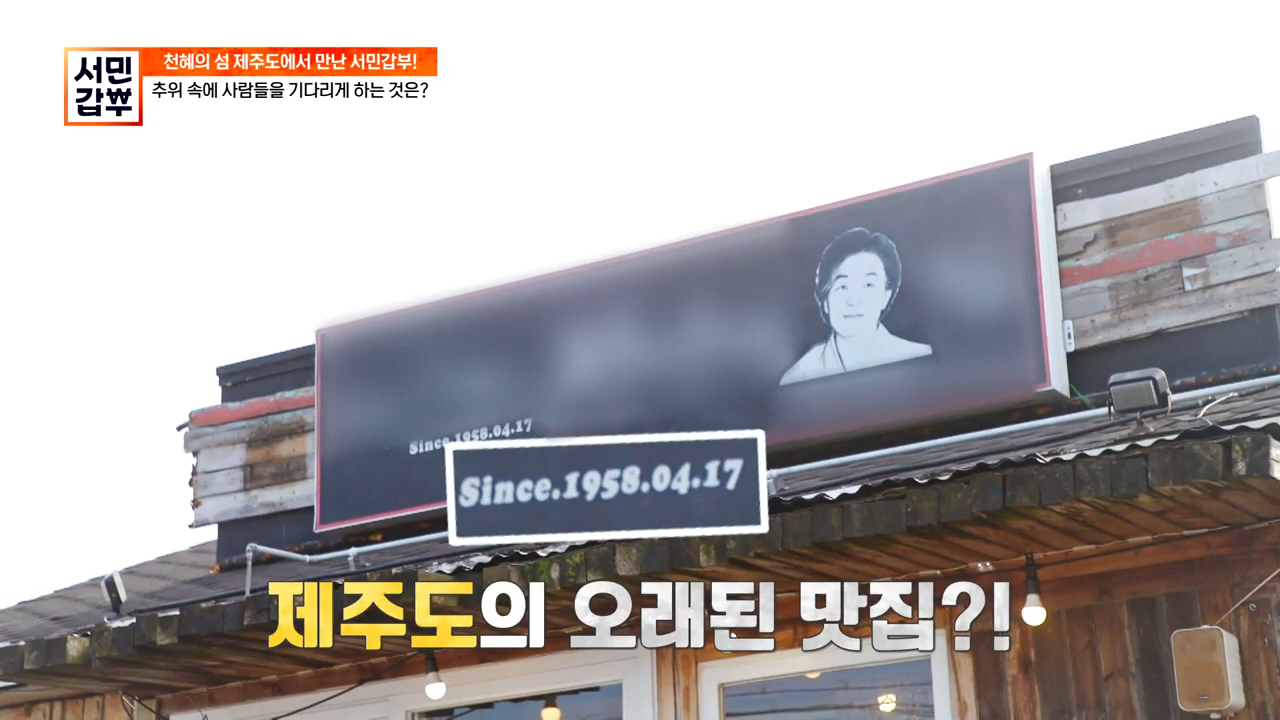 서민
갑부
천혜의 섬 제주도에서 만난 서민갑부!
추위 속에 사람들을 기다리게 하는 것은?
Since.1958.04.17
Since.1958.04.17
제주도의 오래된 맛집?!